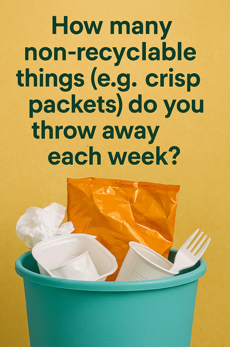 How many
non-recyclable
things (e.g. crisp
packets) do you
throw away
each week?